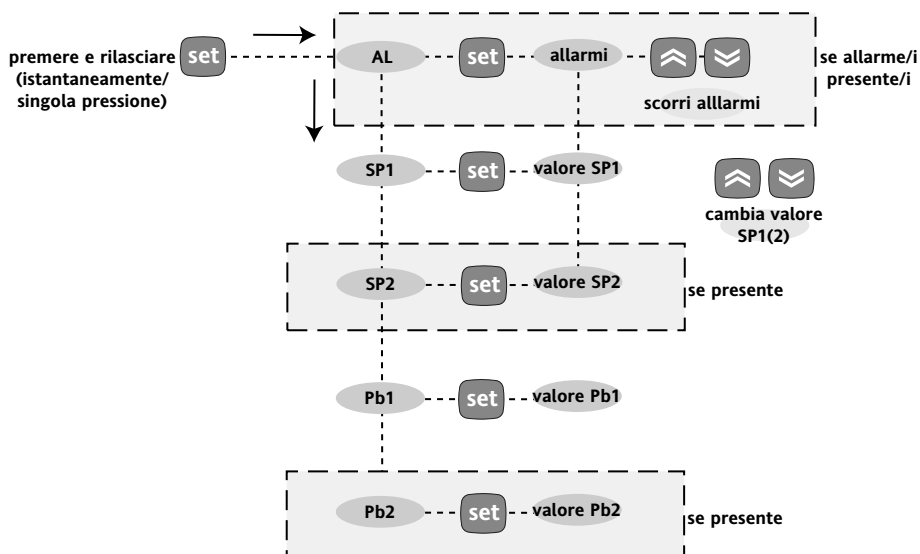 premere e rilasciare
(istantaneamente/
singola pressione)
set
AL
set
allarmi
se allarme/i
presente/i
scorri alllarmi
SP1
set
valore SP1
cambia valore
SP1(2)
SP2
set
valore SP2
se presente
Pb1
set
valore Pb1
Pb2
set
valore Pb2
se presente